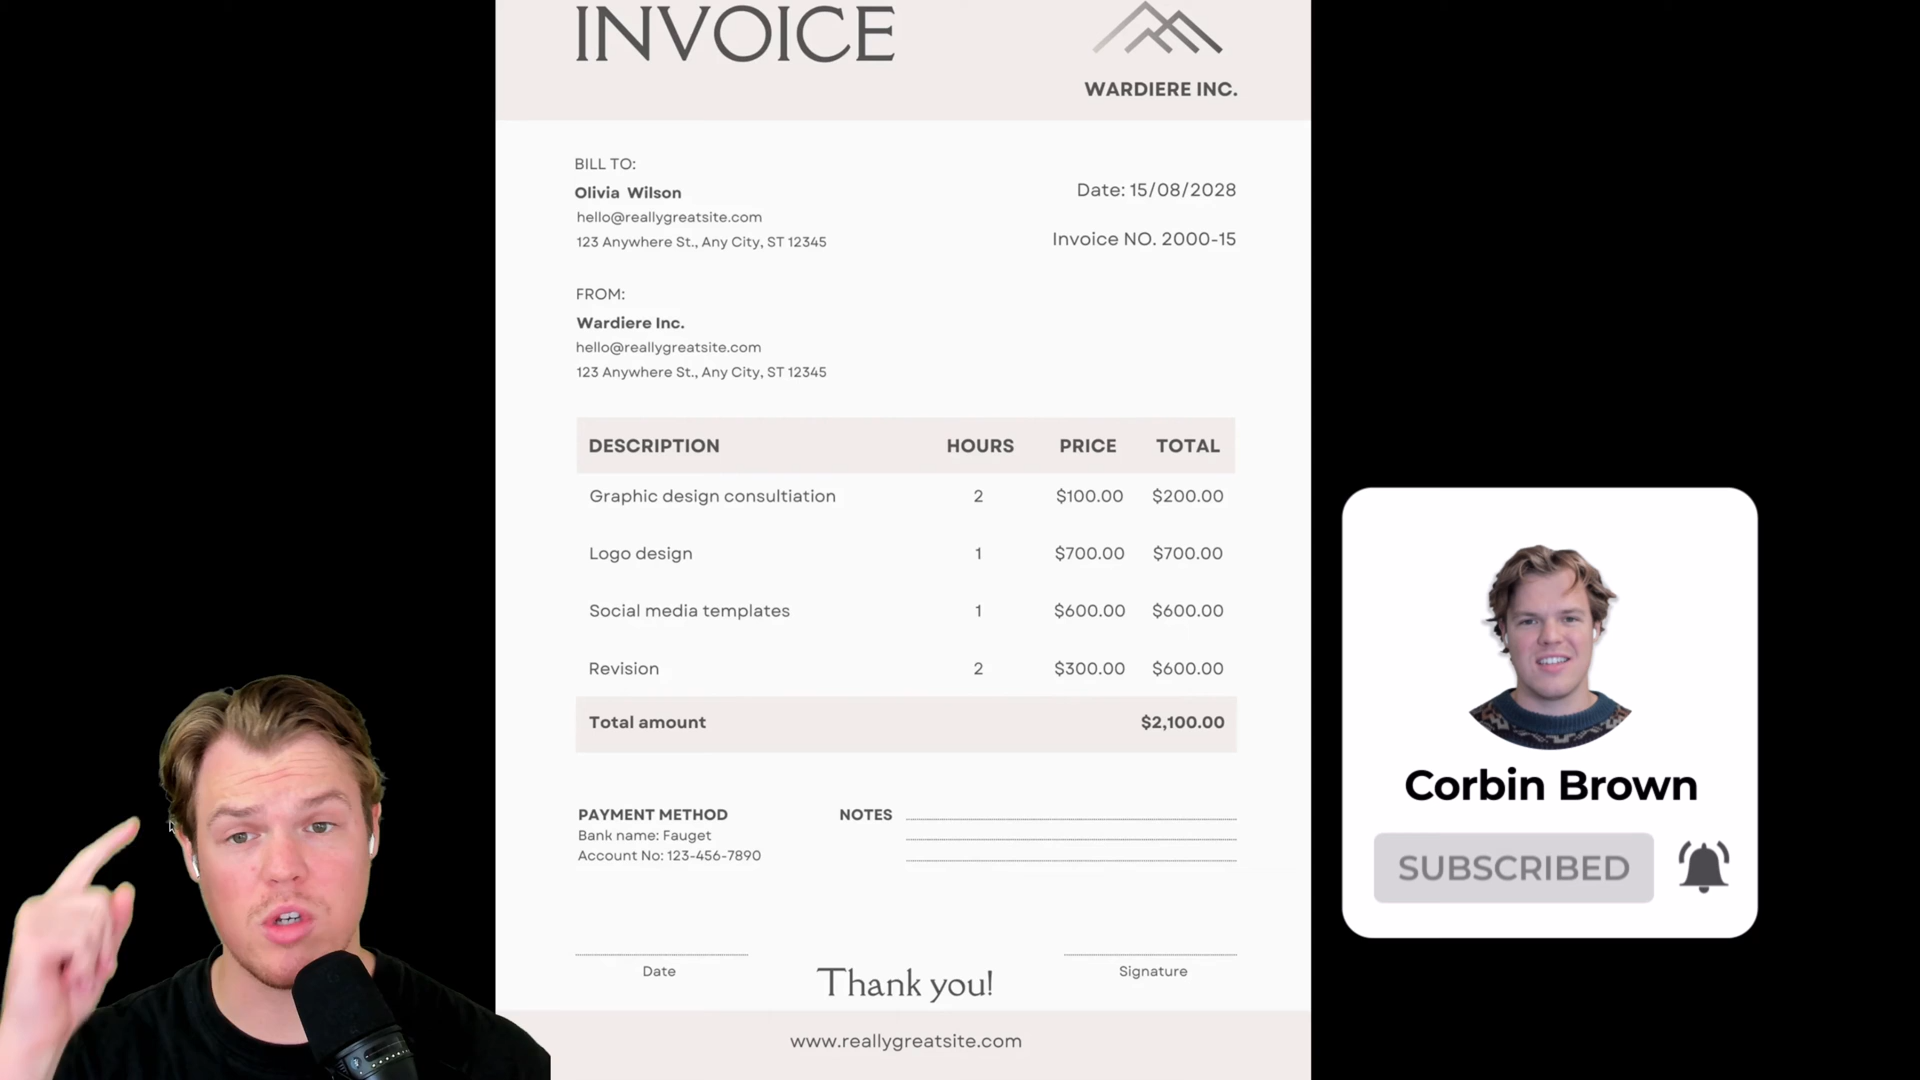 INVOICE
WARDIERE INC.
BILL TO:
Olivia Wilson
hello@reallygreatsite.com
123 Anywhere St., Any City, ST 12345
Date: 15/08/2028
Invoice NO. 2000-15
FROM:
Wardiere Inc.
hello@reallygreatsite.com
123 Anywhere St., Any City, ST 12345
DESCRIPTION HOURS PRICE TOTAL
Graphic design consultiation 2 $100.00 $200.00
Logo design 1 $700.00 $700.00
Social media templates 1 $600.00 $600.00
Revision 2 $300.00 $600.00
Total amount $2,100.00
PAYMENT METHOD
Bank name: Fauget
Account No: 123-456-7890
NOTES
Date
Thank you!
Signature
www.reallygreatsite.com
Corbin Brown
SUBSCRIBED